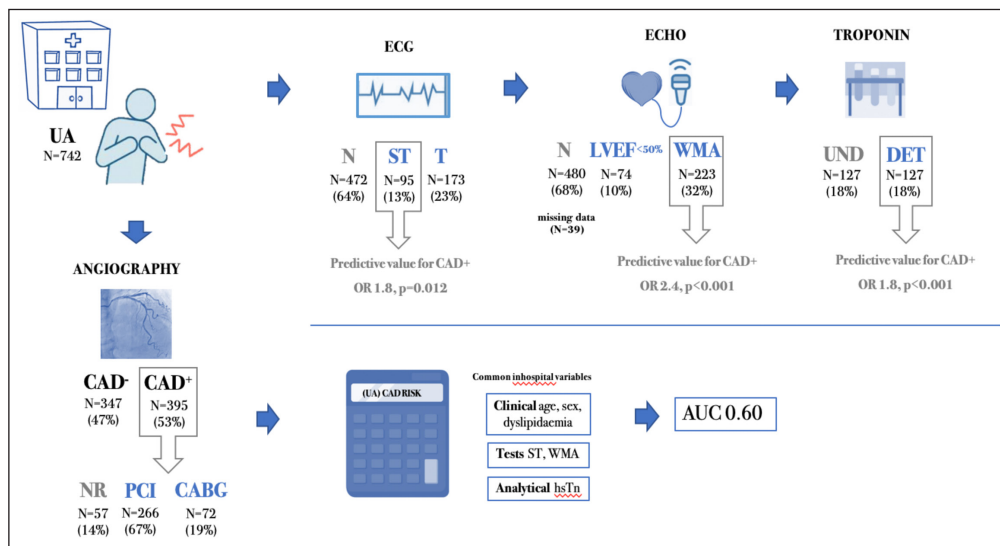 UA
N=742
ECG
N ST T
N=472 N=95 N=173
(64%) (13%) (23%)
Predictive value for CAD+
OR 1.8, p=0.012
ECHO
N LVEF<50% WMA
N=480 N=74 N=223
(68%) (10%) (32%)
missing data
(N=39)
Predictive value for CAD+
OR 2.4, p<0.001
TROPONIN
UND DET
N=127 N=127
(18%) (18%)
Predictive value for CAD+
OR 1.8, p<0.001
ANGIOGRAPHY
CAD- CAD+
N=347 N=395
(47%) (53%)
NR PCI CABG
N=57 N=266 N=72
(14%) (67%) (19%)
(UA) CAD RISK
Common inhospital variables
Clinical age, sex,
dyslipidaemia
Tests ST, WMA
Analytical hsTn
AUC 0.60